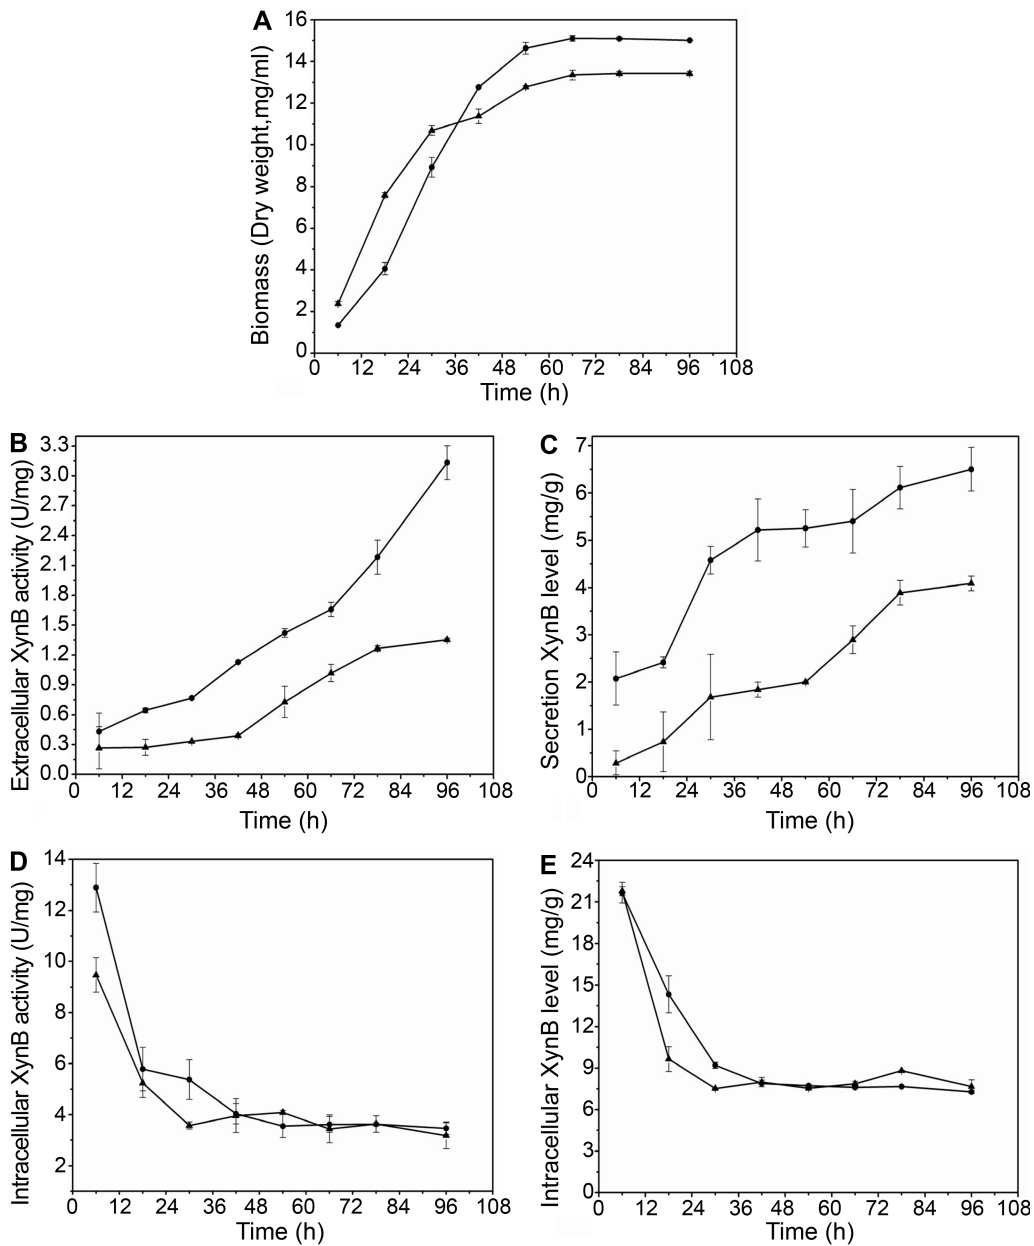 A
Biomass (Dry weight,mg/ml)
16
14
12
10
8
6
4
2
0
0 12 24 36 48 60 72 84 96 108
Time (h)
B
Extracellular XynB activity (U/mg)
3.3
3.0
2.7
2.4
2.1
1.8
1.5
1.2
0.9
0.6
0.3
0.0
0 12 24 36 48 60 72 84 96 108
Time (h)
C
Secretion XynB level (mg/g)
7
6
5
4
3
2
1
0
0 12 24 36 48 60 72 84 96 108
Time (h)
D
Intracellular XynB activity (U/mg)
14
12
10
8
6
4
2
0 12 24 36 48 60 72 84 96 108
Time (h)
E
Intracellular XynB level (mg/g)
24
21
18
15
12
9
6
3
0
0 12 24 36 48 60 72 84 96 108
Time (h)